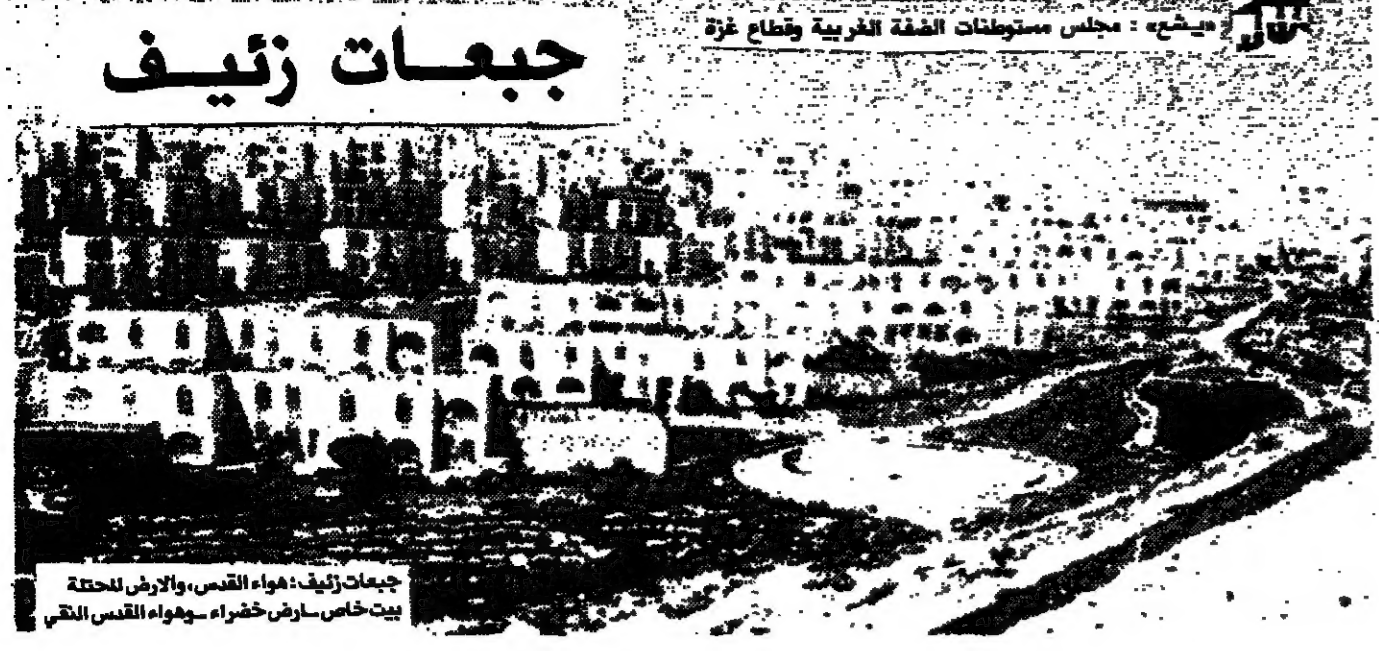 «يشع» : مجلس مستوطنات الضفة الغربية وقطاع غزة
جبعات زئيف
جبعات زئيف : هواء القدس، والارض المحتلة
بيت خاص - ارض خضراء - وهواء القدس النقي